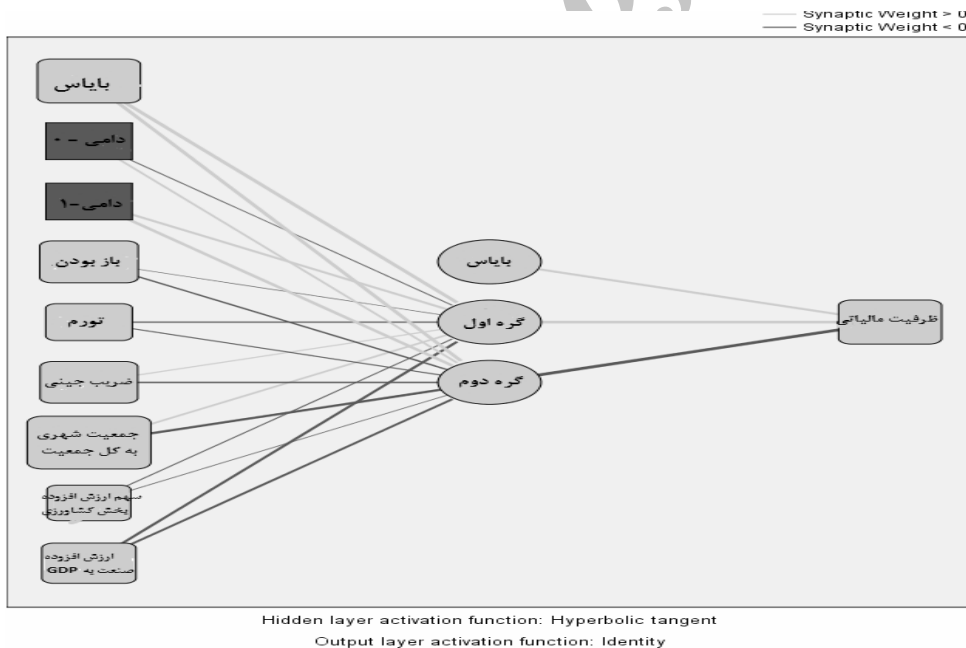 Synaptic Weight > 0
Synaptic Weight < 0
بایاس
دامی - ۰
دامی-۱
باز بودن
تورم
ضریب جینی
جمعیت شهری
به کل جمعیت
سهم ارزش افزوده
بخش کشاورزی
ارزش افزوده
صنعت به GDP
بایاس
گره اول
گره دوم
ظرفیت مالیاتی
Hidden layer activation function: Hyperbolic tangent
Output layer activation function: Identity